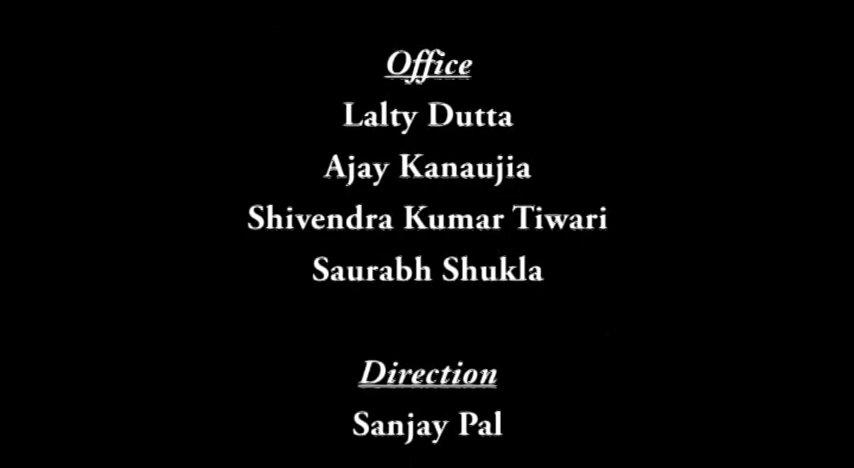 Office
Lalty Dutta
Ajay Kanaujia
Shivendra Kumar Tiwari
Saurabh Shukla
Direction
Sanjay Pal